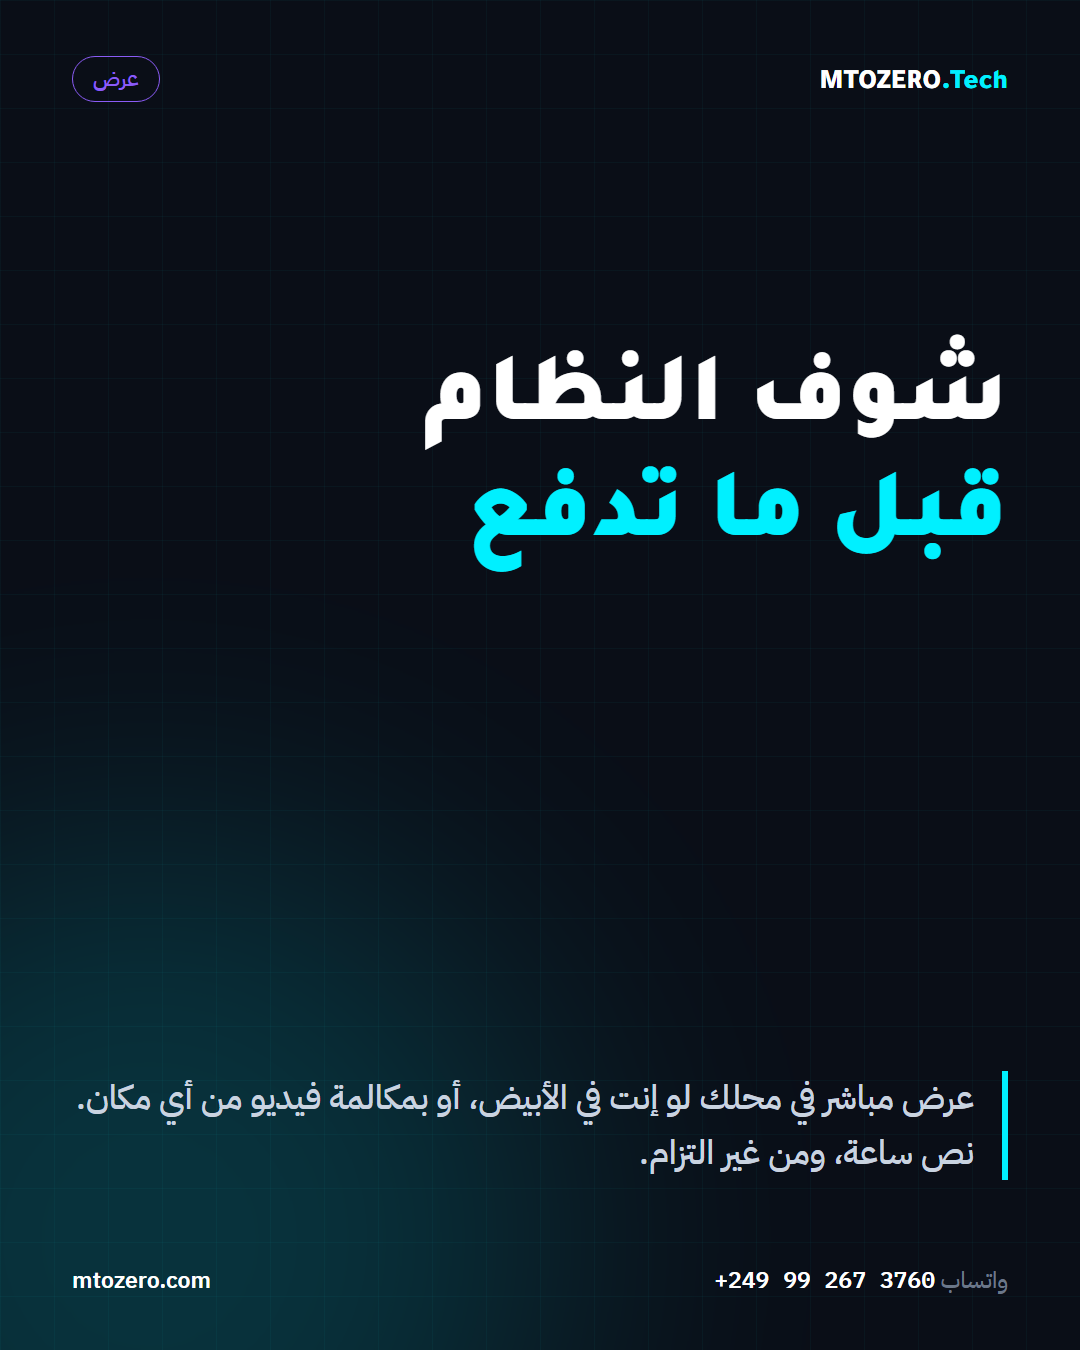 MTOZERO.Tech
عرض
شوف النظام
قبل ما تدفع
عرض مباشر في محلك لو إنت في الأبيض، أو بمكالمة فيديو من أي مكان.
نص ساعة، ومن غير التزام.
واتساب +249 99 267 3760
mtozero.com